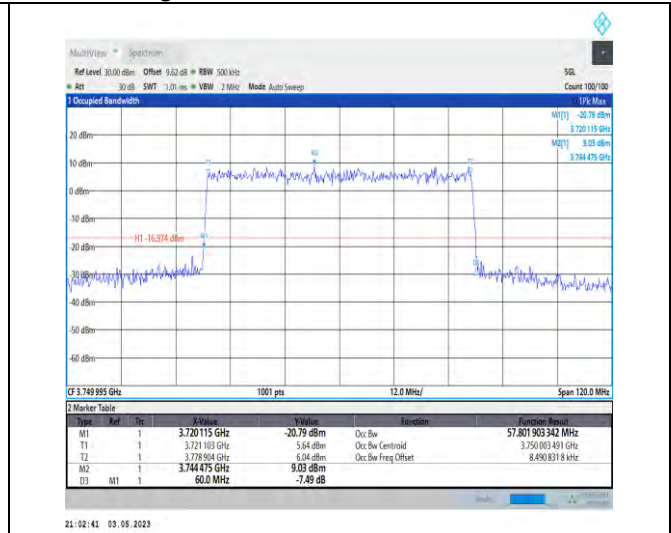 MultiView Spectrum
Ref Level 30.00 dBm Offset 9.62 dB RBW 500 kHz SGL
Att 30 dB SWT 1.01 ms VBW 2 MHz Mode Auto Sweep Count 100/100
1 Occupied Bandwidth 1Pk Max
M1[1] -20.79 dBm
3.720 115 GHz
M2[1] 9.03 dBm
3.744 475 GHz
20 dBm
M2
10 dBm
0 dBm
-10 dBm
H1 -16.974 dBm
M1
-20 dBm
-30 dBm
-40 dBm
-50 dBm
-60 dBm
CF 3.749 995 GHz 1001 pts 12.0 MHz/ Span 120.0 MHz
2 Marker Table
Type Ref Trc X-Value Y-Value Function Function Result
M1 1 3.720 115 GHz -20.79 dBm Occ Bw 57.801 903 342 MHz
T1 1 3.721 103 GHz 5.64 dBm Occ Bw Centroid 3.750 003 491 GHz
T2 1 3.778 904 GHz 6.04 dBm Occ Bw Freq Offset 8.490 831 8 kHz
M2 1 3.744 475 GHz 9.03 dBm
D3 M1 1 60.0 MHz -7.49 dB
21:02:41 03.05.2023